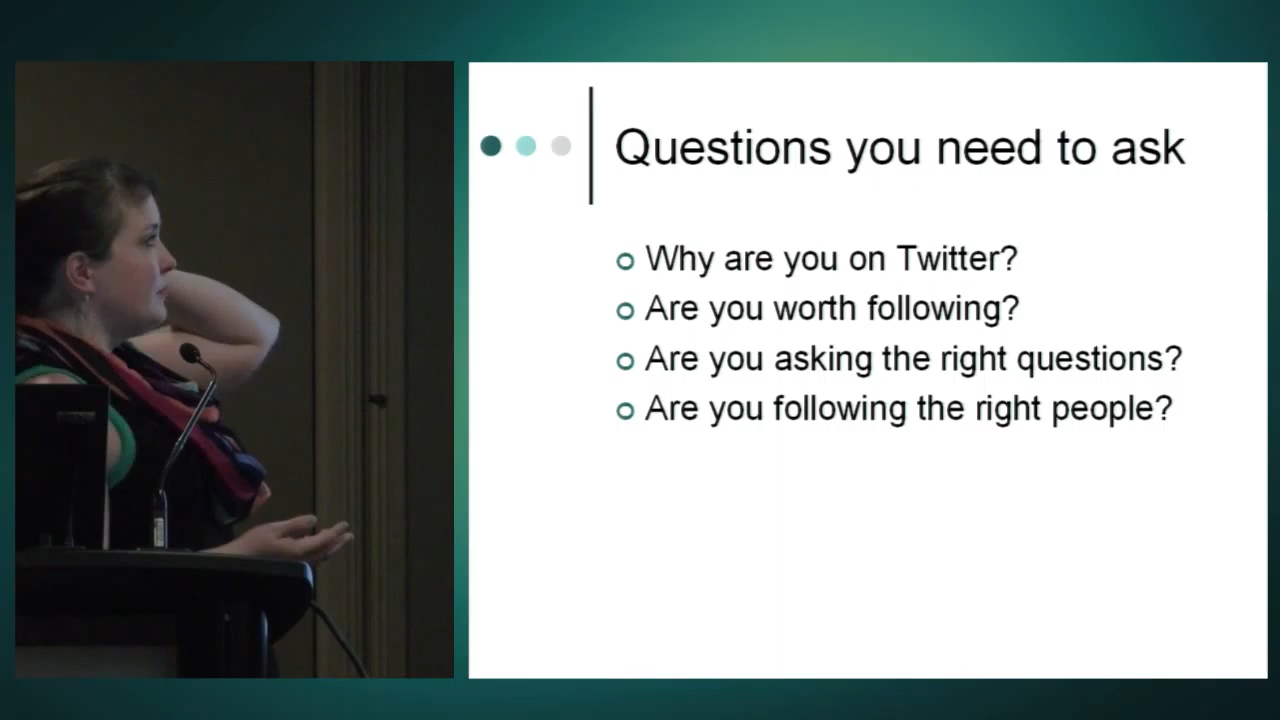 Questions you need to ask
Why are you on Twitter?
Are you worth following?
Are you asking the right questions?
Are you following the right people?